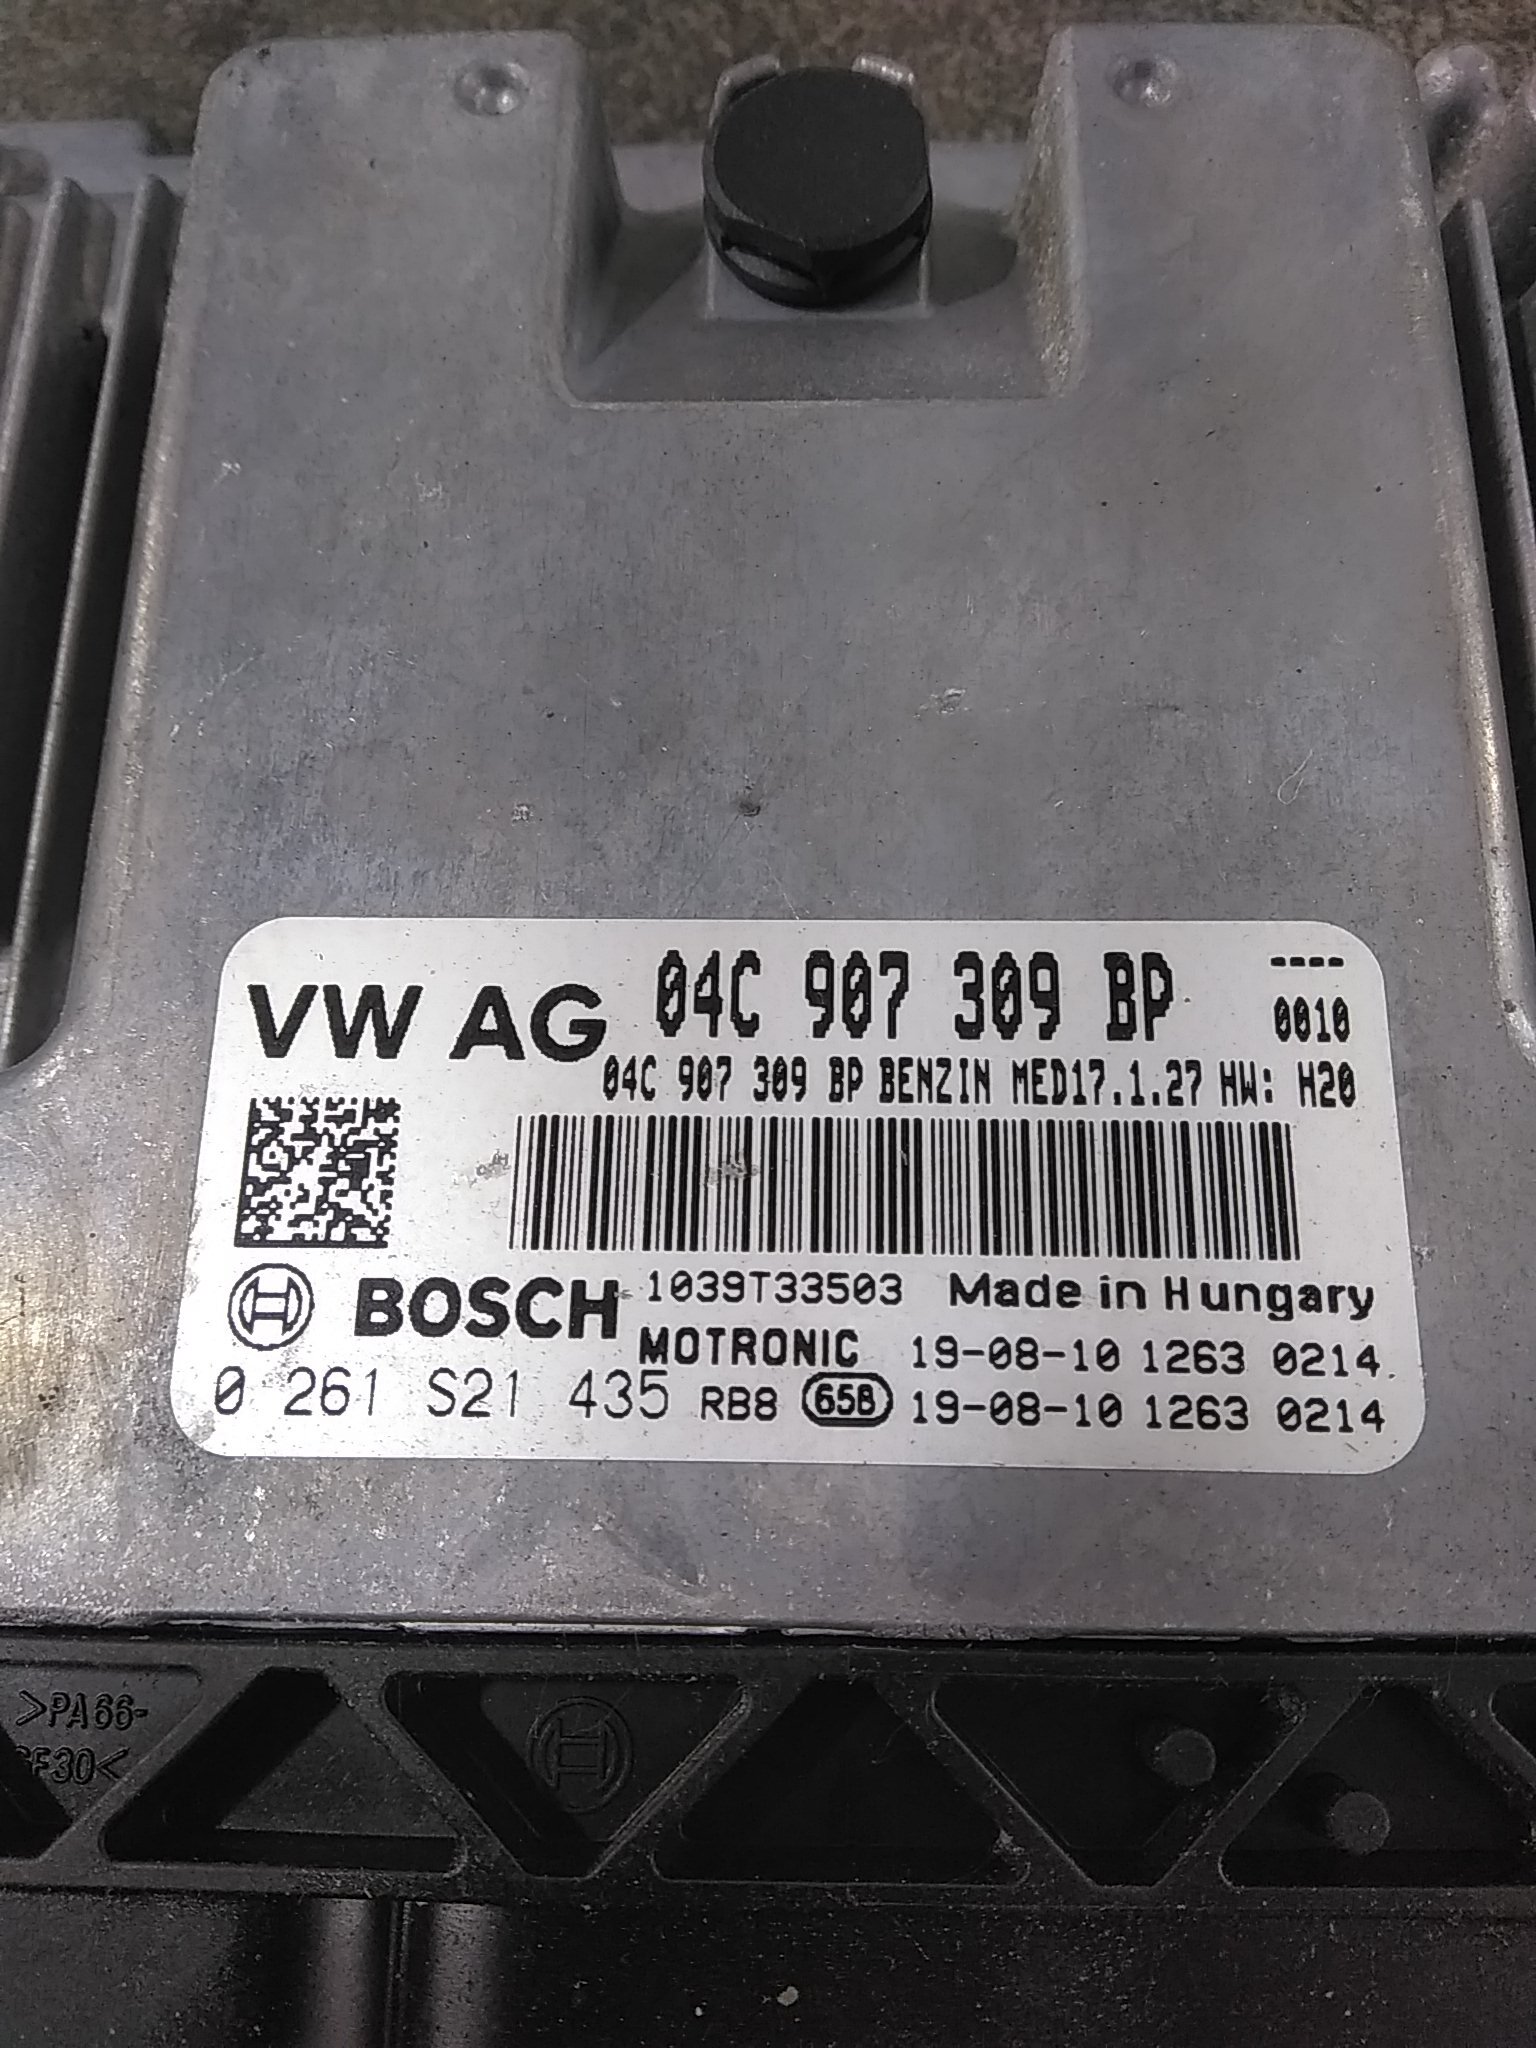 VW AG 04C 907 309 BP ----
0010
04C 907 309 BP BENZIN MED17.1.27 HW: H20
BOSCH 1039T33503 Made in Hungary
MOTRONIC 19-08-10 1263 0214
0 261 S21 435 RB8 65B 19-08-10 1263 0214
>PA66-
GF30<